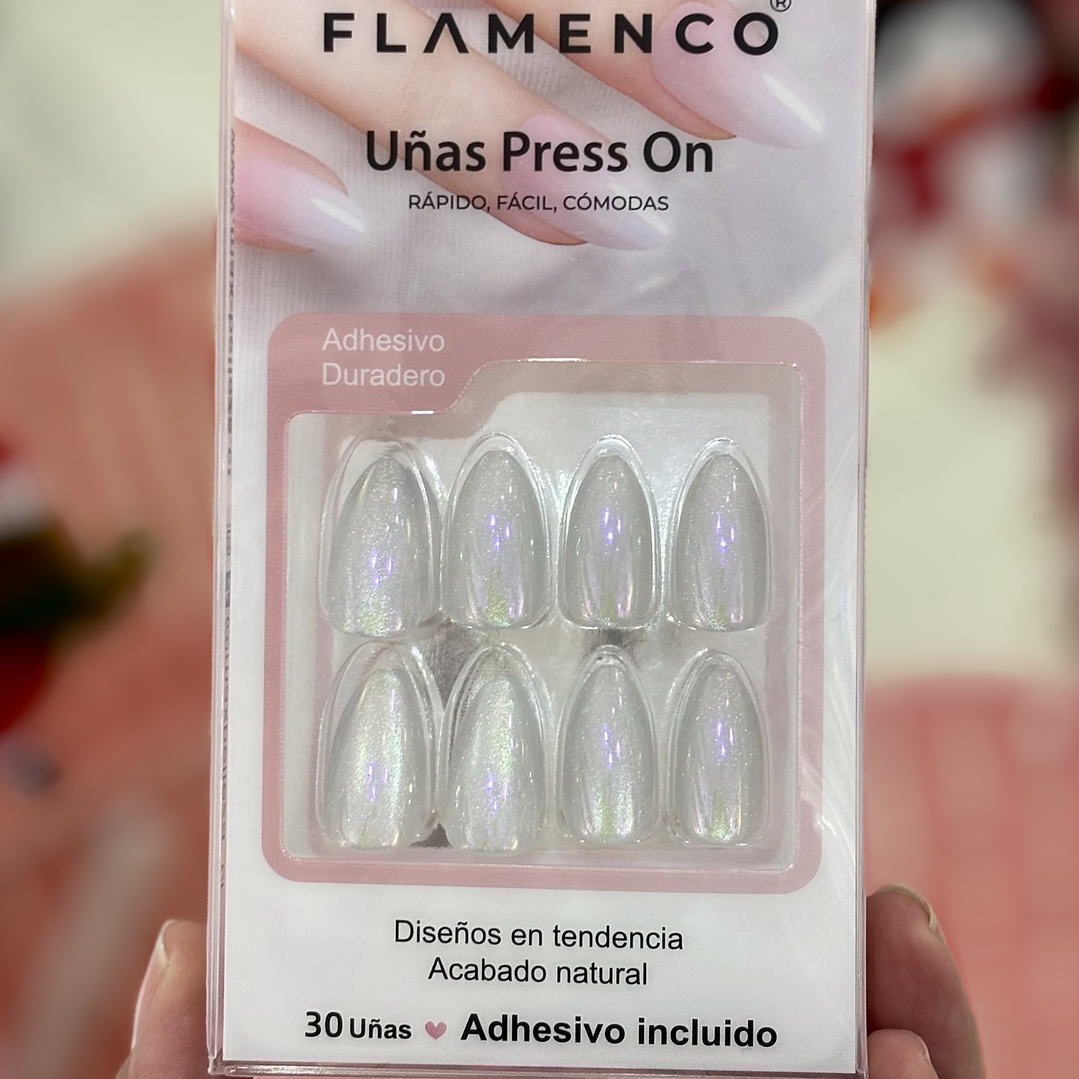 FLAMENCO®
Uñas Press On
RÁPIDO, FÁCIL, CÓMODAS
Adhesivo
Duradero
Diseños en tendencia
Acabado natural
30 Uñas Adhesivo incluido